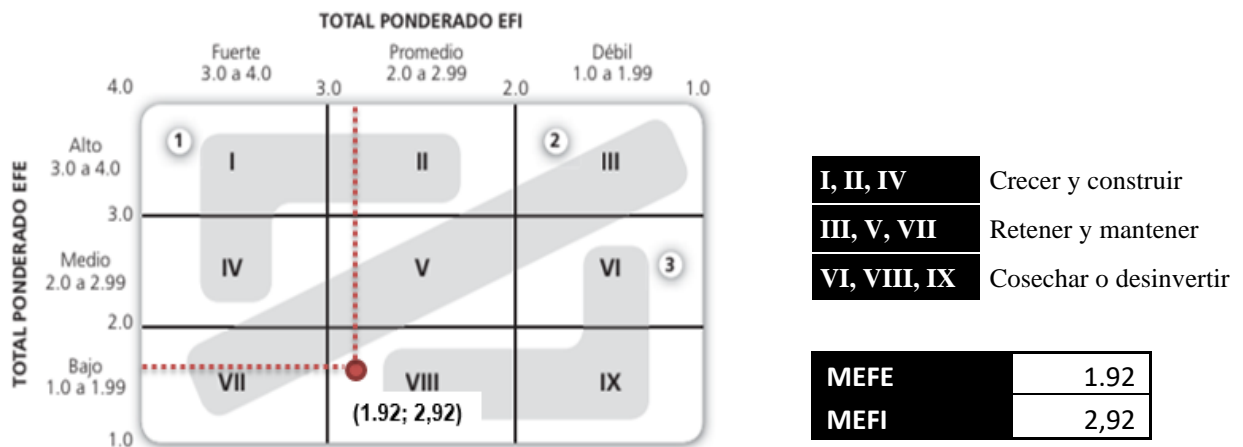 TOTAL PONDERADO EFI
Fuerte
3.0 a 4.0
Promedio
2.0 a 2.99
Débil
1.0 a 1.99
4.0
3.0
2.0
1.0
TOTAL PONDERADO EFE
Alto
3.0 a 4.0
3.0
Medio
2.0 a 2.99
2.0
Bajo
1.0 a 1.99
1.0
1
I
II
2
III
IV
V
VI
3
VII
VIII
IX
(1.92; 2,92)
I, II, IV Crecer y construir
III, V, VII Retener y mantener
VI, VIII, IX Cosechar o desinvertir
MEFE 1.92
MEFI 2,92